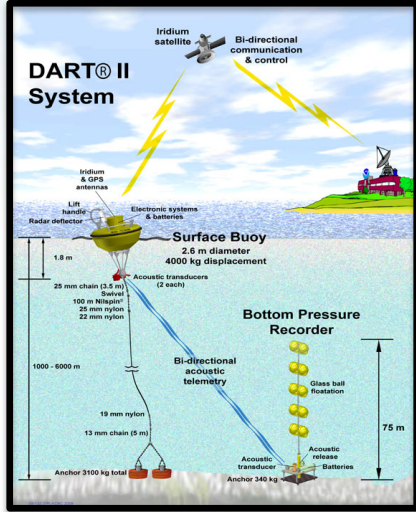 Iridium
satellite
Bi-directional
communication
& control
DART® II
System
Iridium
& GPS
antennas
Lift
handle
Radar deflector
Electronic systems
& batteries
Surface Buoy
2.6 m diameter
4000 kg displacement
1.8 m
Acoustic transducers
(2 each)
25 mm chain (3.5 m)
Swivel
100 m Nilspin®
25 mm nylon
22 mm nylon
Bottom Pressure
Recorder
Bi-directional
acoustic
telemetry
1000 - 6000 m
Glass ball
floatation
75 m
19 mm nylon
13 mm chain (5 m)
Acoustic
release
Acoustic
transducer
Batteries
Anchor 3100 kg total
Anchor 340 kg